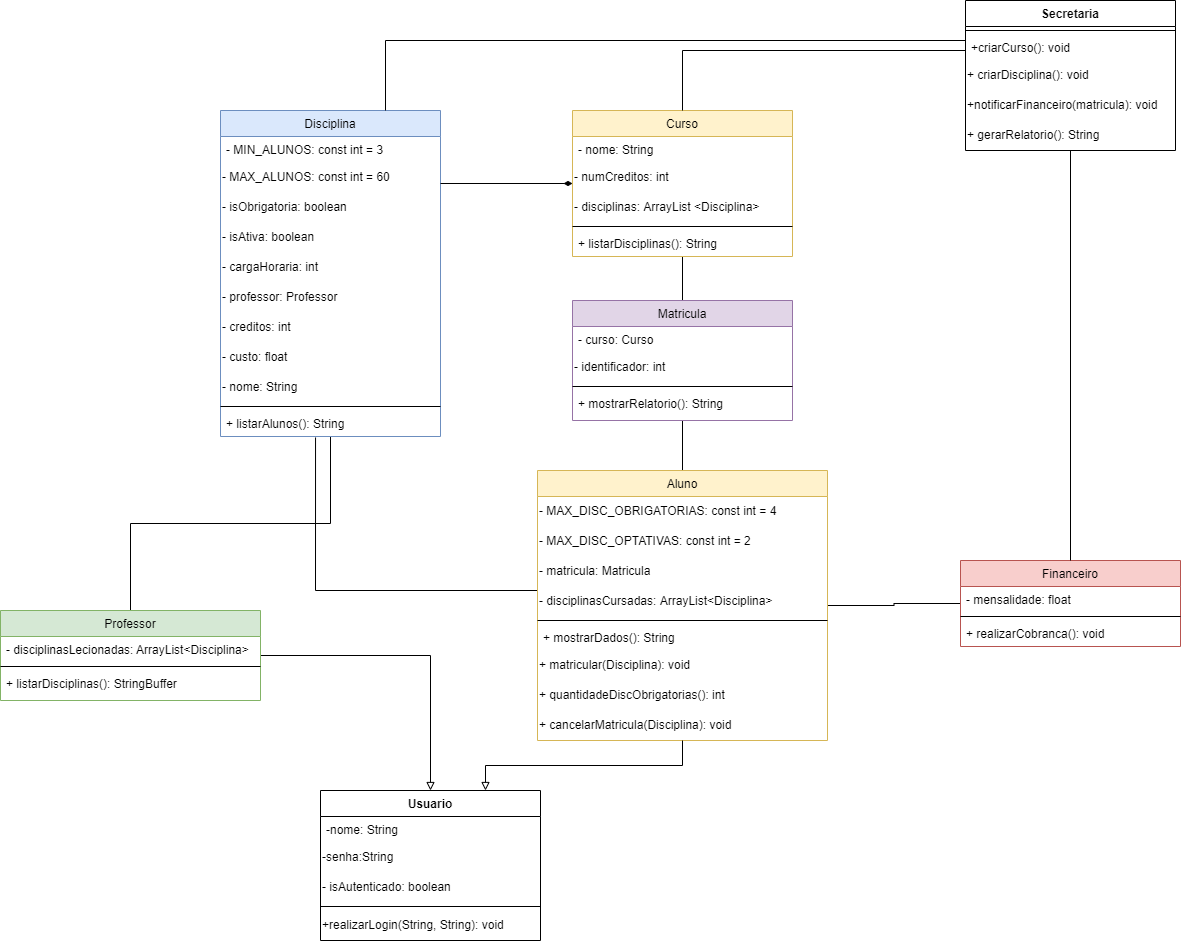 Secretaria
+criarCurso(): void
+ criarDisciplina(): void
+notificarFinanceiro(matricula): void
+ gerarRelatorio(): String
Disciplina
- MIN_ALUNOS: const int = 3
- MAX_ALUNOS: const int = 60
- isObrigatoria: boolean
- isAtiva: boolean
- cargaHoraria: int
- professor: Professor
- creditos: int
- custo: float
- nome: String
+ listarAlunos(): String
Curso
- nome: String
- numCreditos: int
- disciplinas: ArrayList <Disciplina>
+ listarDisciplinas(): String
Matricula
- curso: Curso
- identificador: int
+ mostrarRelatorio(): String
Aluno
- MAX_DISC_OBRIGATORIAS: const int = 4
- MAX_DISC_OPTATIVAS: const int = 2
- matricula: Matricula
- disciplinasCursadas: ArrayList<Disciplina>
+ mostrarDados(): String
+ matricular(Disciplina): void
+ quantidadeDiscObrigatorias(): int
+ cancelarMatricula(Disciplina): void
Financeiro
- mensalidade: float
+ realizarCobranca(): void
Professor
- disciplinasLecionadas: ArrayList<Disciplina>
+ listarDisciplinas(): StringBuffer
Usuario
-nome: String
-senha:String
- isAutenticado: boolean
+realizarLogin(String, String): void